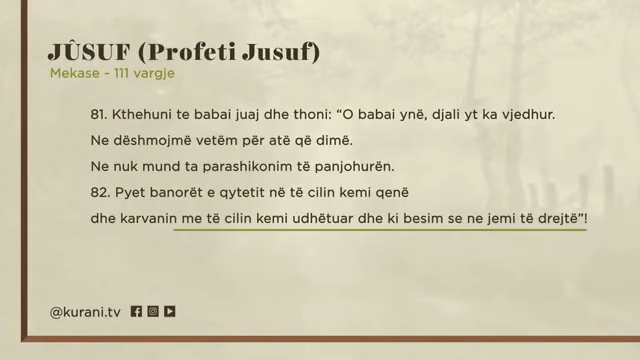 JÛSUF (Profeti Jusuf)
Mekase - 111 vargje
81. Kthehuni te babai juaj dhe thoni: “O babai ynë, djali yt ka vjedhur.
Ne dëshmojmë vetëm për atë që dimë.
Ne nuk mund ta parashikonim të panjohurën.
82. Pyet banorët e qytetit në të cilin kemi qenë
dhe karvanin me të cilin kemi udhëtuar dhe ki besim se ne jemi të drejtë”!
@kurani.tv